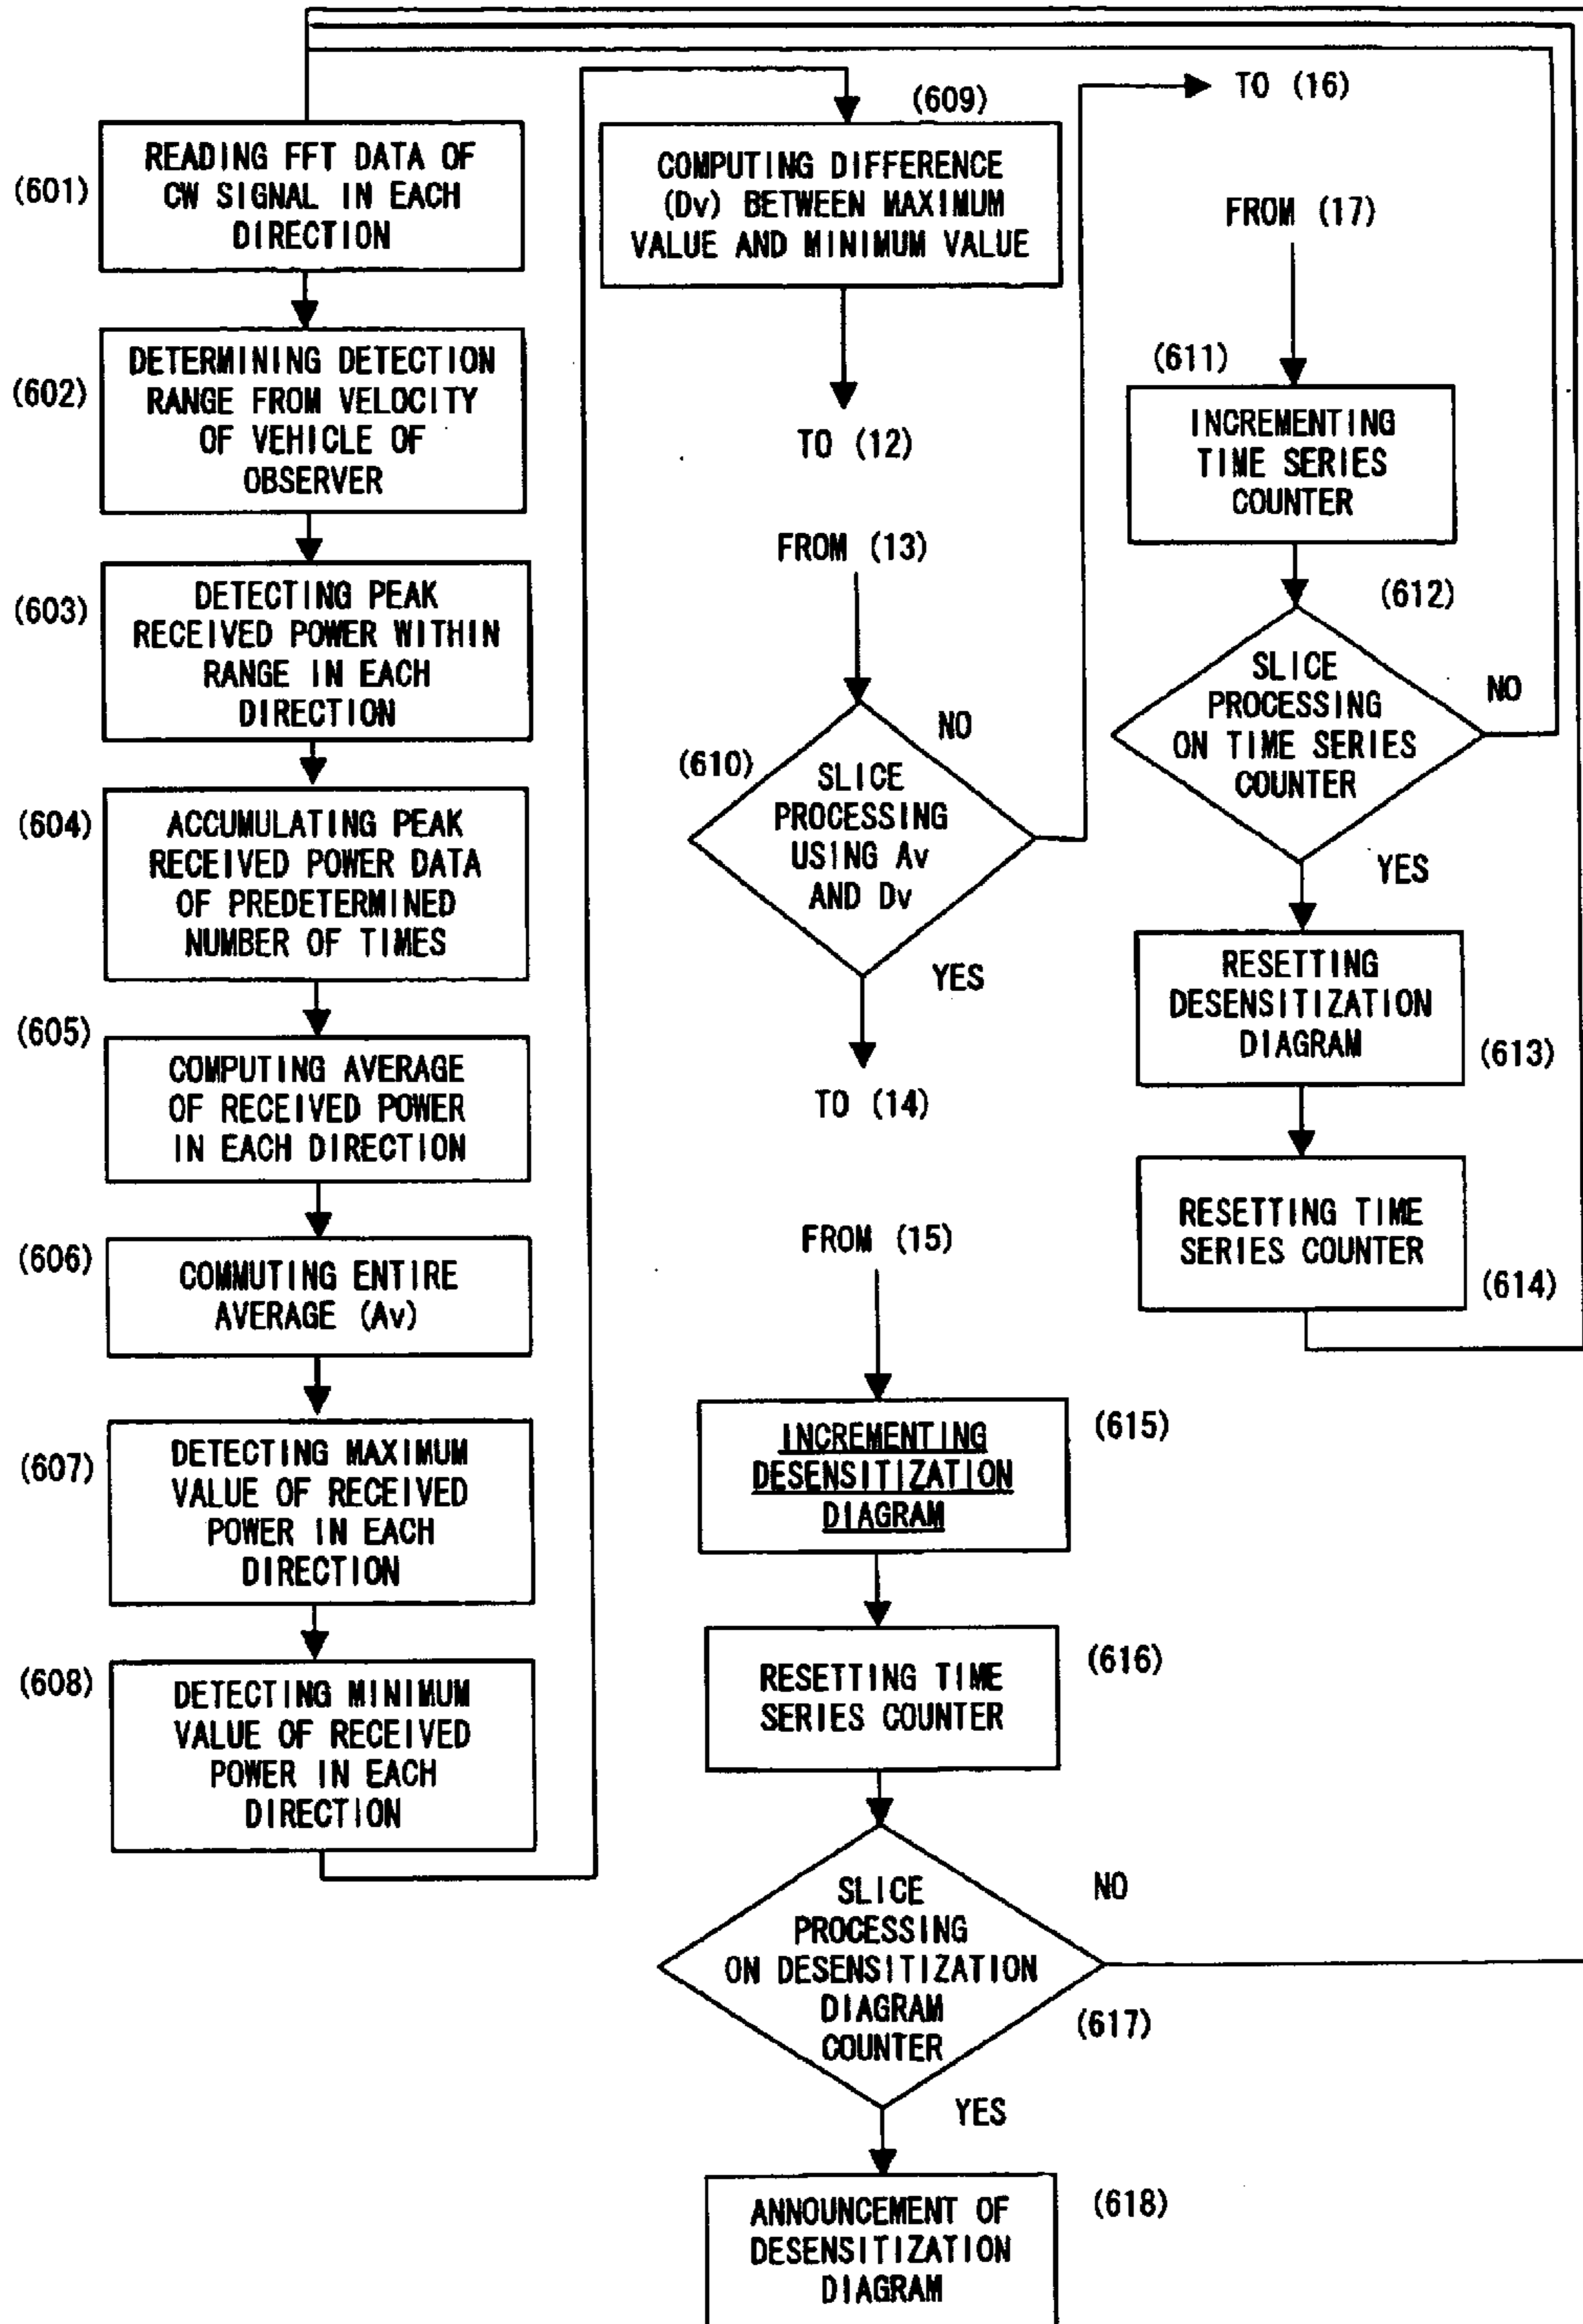 (601)
READING FFT DATA OF
CW SIGNAL IN EACH
DIRECTION
(602)
DETERMINING DETECTION
RANGE FROM VELOCITY
OF VEHICLE OF
OBSERVER
(603)
DETECTING PEAK
RECEIVED POWER WITHIN
RANGE IN EACH
DIRECTION
(604)
ACCUMULATING PEAK
RECEIVED POWER DATA
OF PREDETERMINED
NUMBER OF TIMES
(605)
COMPUTING AVERAGE
OF RECEIVED POWER
IN EACH DIRECTION
(606)
COMMUTING ENTIRE
AVERAGE (Av)
(607)
DETECTING MAXIMUM
VALUE OF RECEIVED
POWER IN EACH
DIRECTION
(608)
DETECTING MINIMUM
VALUE OF RECEIVED
POWER IN EACH
DIRECTION
(609)
COMPUTING DIFFERENCE
(Dv) BETWEEN MAXIMUM
VALUE AND MINIMUM VALUE
TO (12)
FROM (13)
(610)
SLICE
PROCESSING
USING Av
AND Dv
NO
YES
TO (14)
TO (16)
FROM (17)
(611)
INCREMENTING
TIME SERIES
COUNTER
(612)
SLICE
PROCESSING
ON TIME SERIES
COUNTER
NO
YES
RESETTING
DESENSITIZATION
DIAGRAM
(613)
RESETTING TIME
SERIES COUNTER
(614)
FROM (15)
INCREMENTING
DESENSITIZATION
DIAGRAM
(615)
RESETTING TIME
SERIES COUNTER
(616)
SLICE
PROCESSING
ON DESENSITIZATION
DIAGRAM
COUNTER
NO
(617)
YES
ANNOUNCEMENT OF
DESENSITIZATION
DIAGRAM
(618)